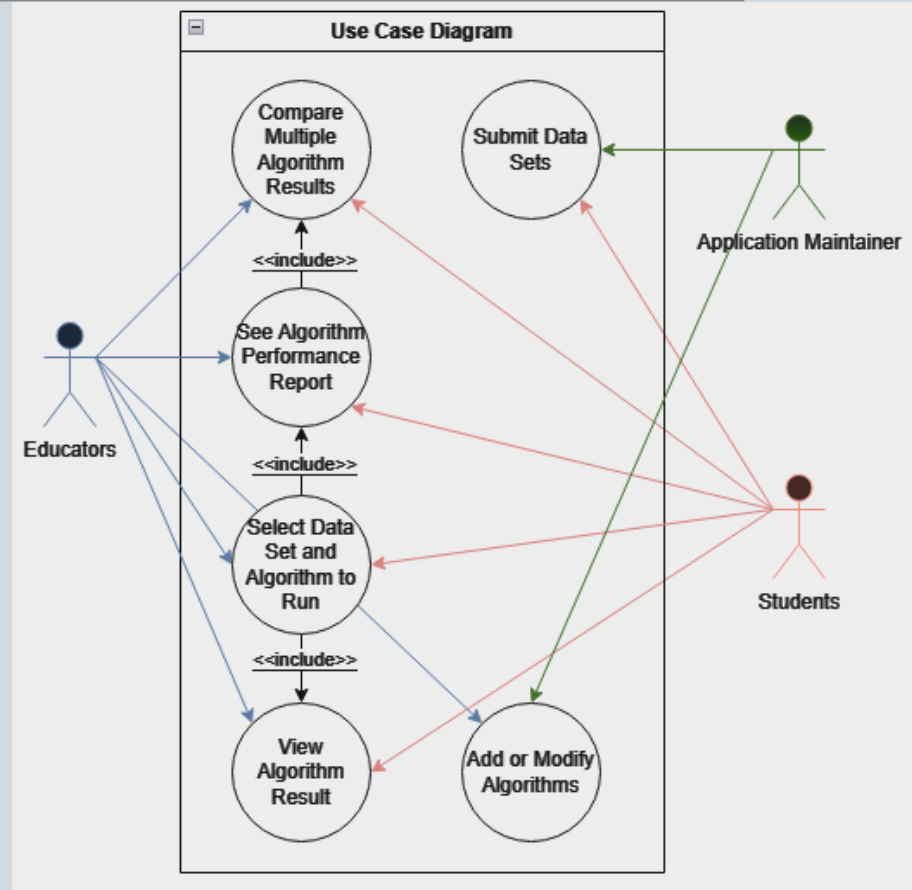 Use Case Diagram
Compare
Multiple
Algorithm
Results
Submit Data
Sets
Application Maintainer
<<include>>
See Algorithm
Performance
Report
Educators
<<include>>
Select Data
Set and
Algorithm to
Run
Students
<<include>>
View
Algorithm
Result
Add or Modify
Algorithms